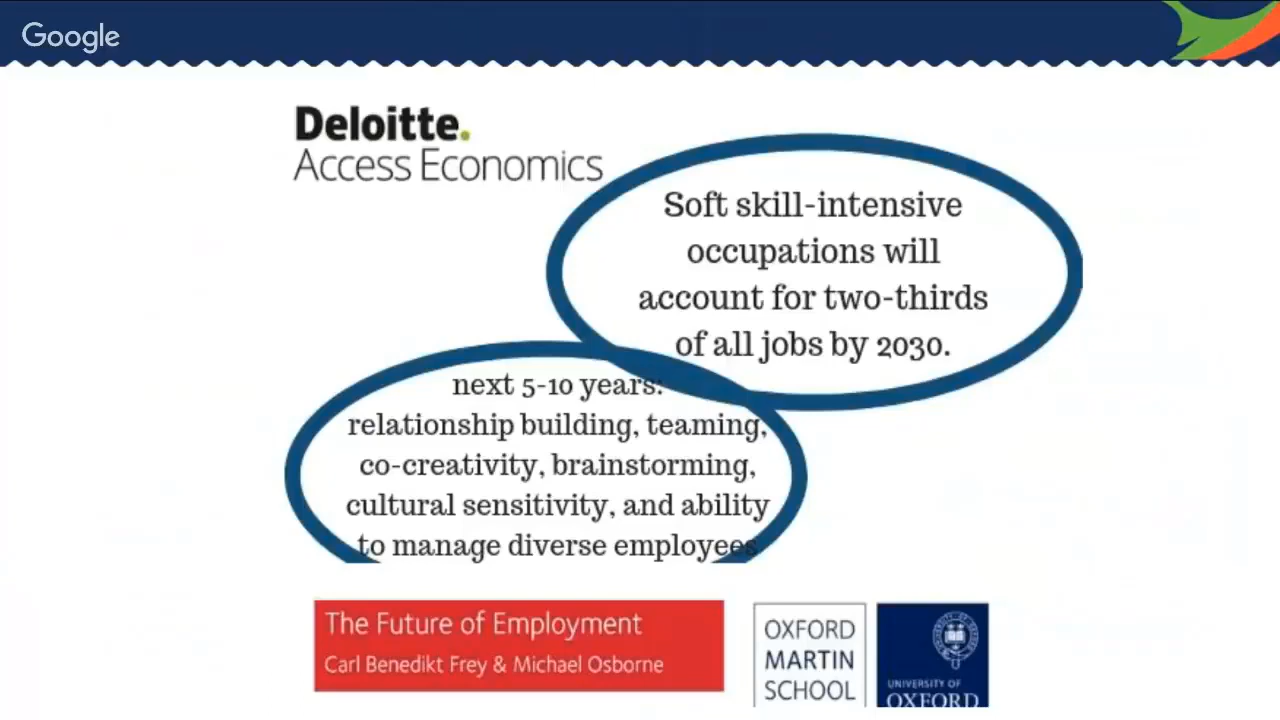 Google
Deloitte.
Access Economics
Soft skill-intensive
occupations will
account for two-thirds
of all jobs by 2030.
next 5-10 years:
relationship building, teaming,
co-creativity, brainstorming,
cultural sensitivity, and ability
to manage diverse employees
The Future of Employment
Carl Benedikt Frey & Michael Osborne
OXFORD
MARTIN
SCHOOL
UNIVERSITY OF
OXFORD